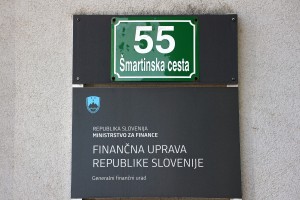 55
Šmartinska cesta
REPUBLIKA SLOVENIJA
MINISTRSTVO ZA FINANCE
FINANČNA UPRAVA
REPUBLIKE SLOVENIJE
Generalni finančni urad